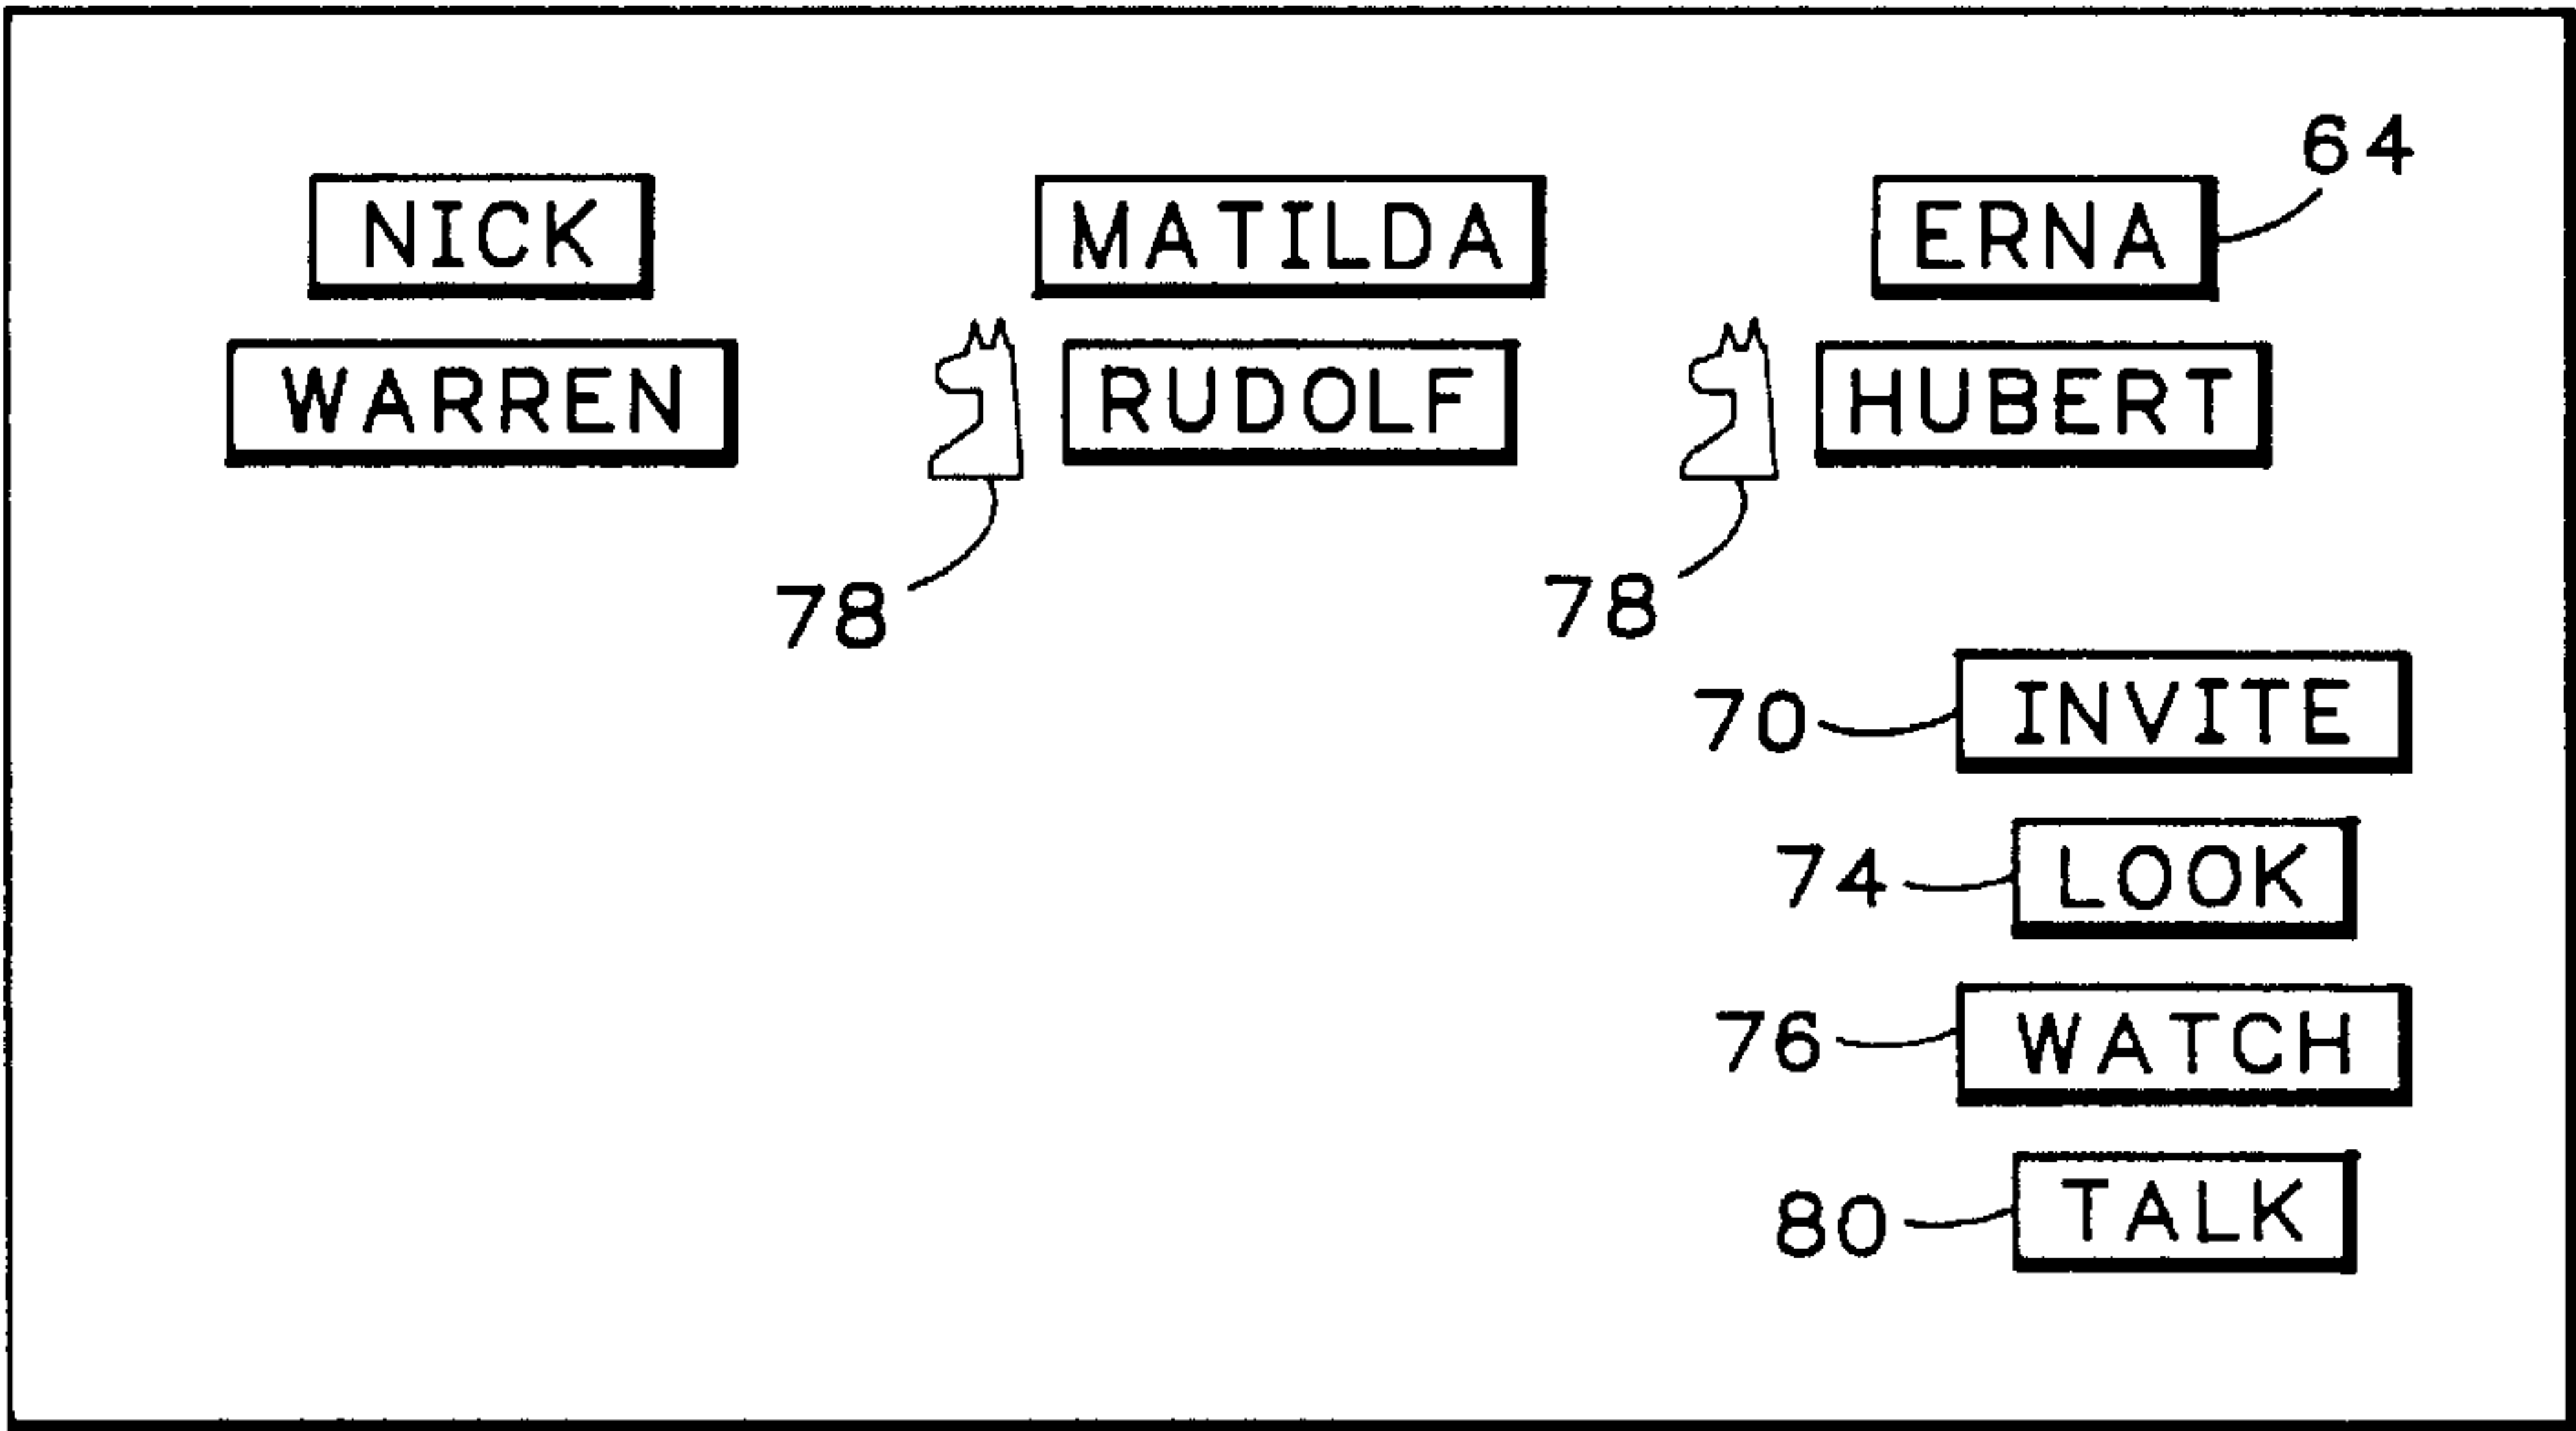 64
NICK MATILDA ERNA
WARREN RUDOLF HUBERT
78 78
70 INVITE
74 LOOK
76 WATCH
80 TALK